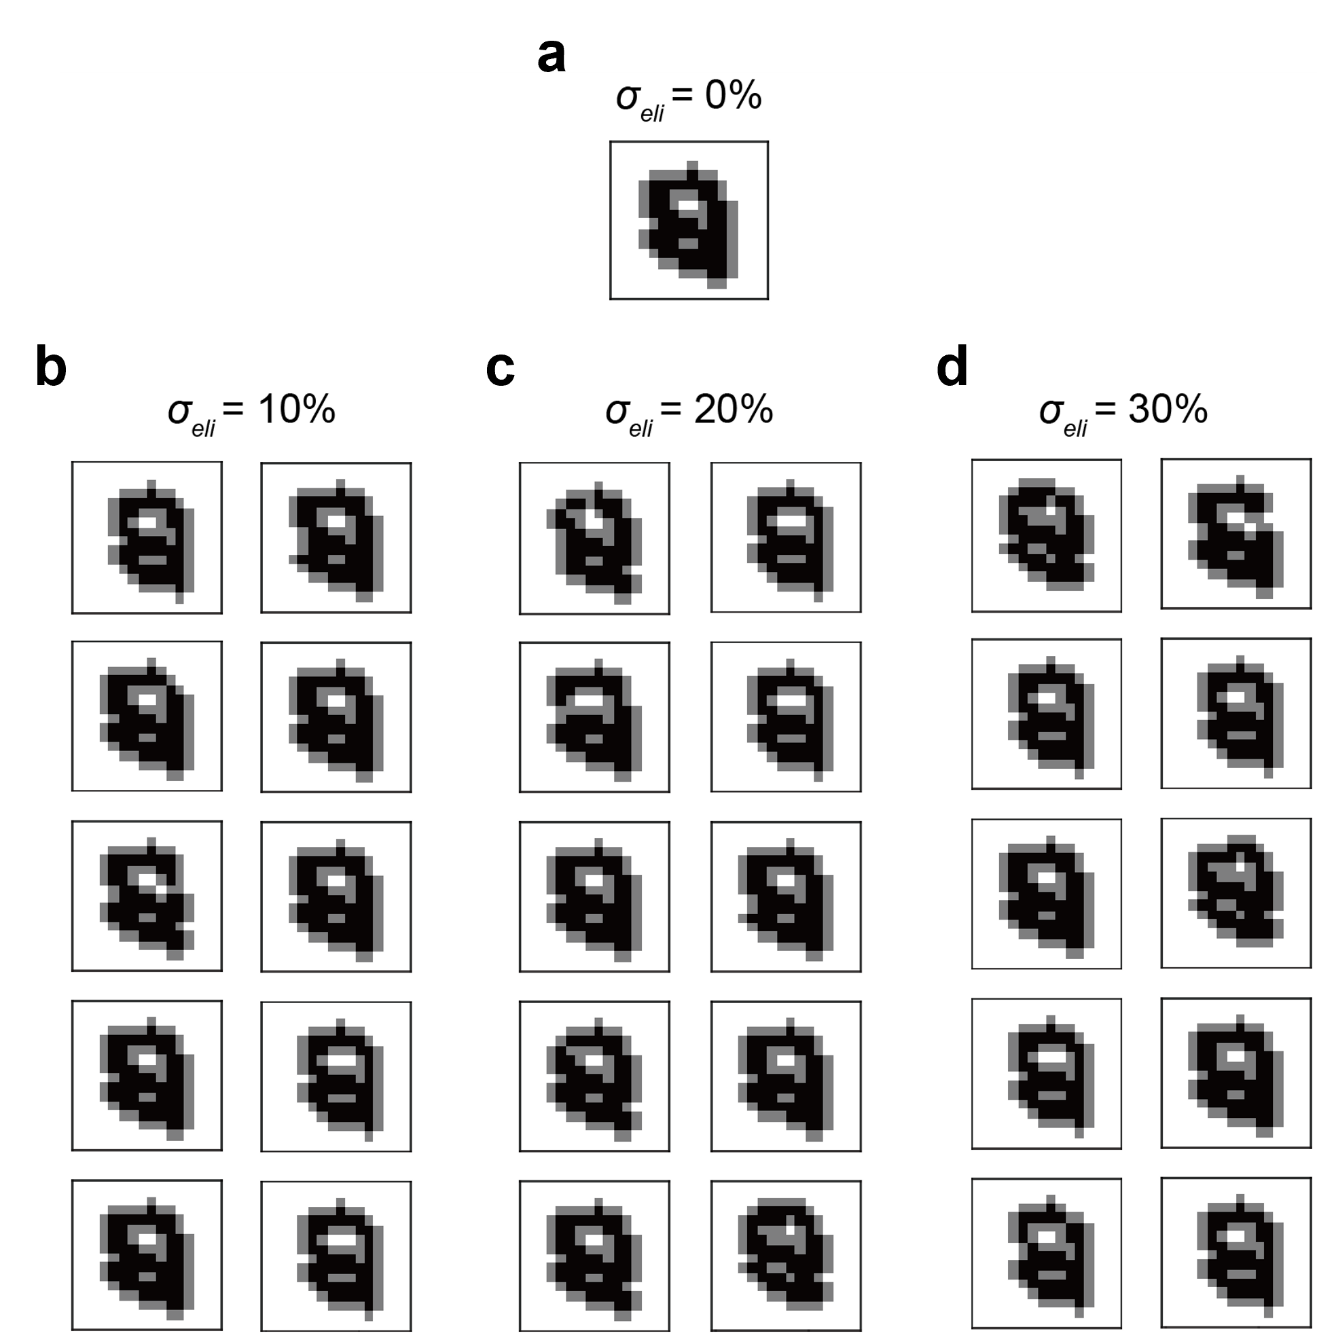 a
σeli = 0%
b
c
d
σeli = 10%
σeli = 20%
σeli = 30%